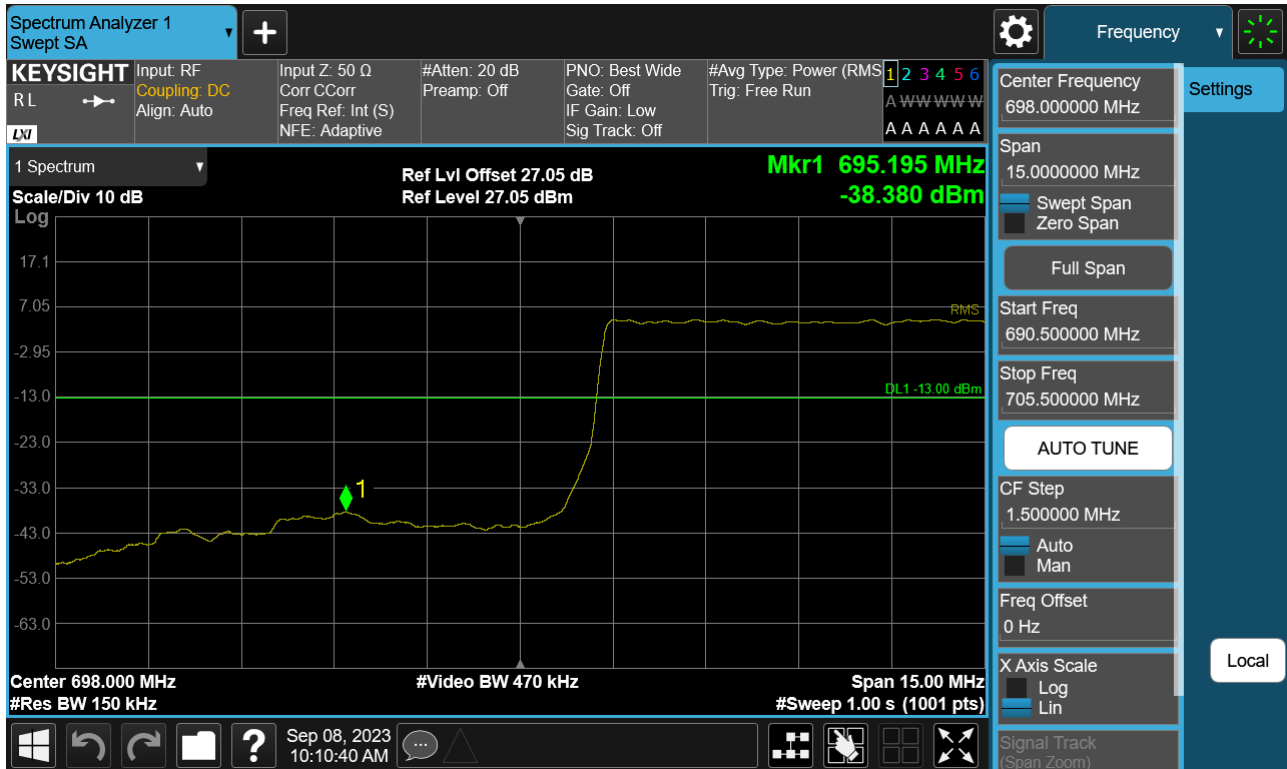 Spectrum Analyzer 1
Swept SA
Frequency
KEYSIGHT
RL
LXI
Input: RF
Coupling: DC
Align: Auto
Input Z: 50 Ω
Corr CCorr
Freq Ref: Int (S)
NFE: Adaptive
#Atten: 20 dB
Preamp: Off
PNO: Best Wide
Gate: Off
IF Gain: Low
Sig Track: Off
#Avg Type: Power (RMS
Trig: Free Run
1 2 3 4 5 6
A W W W W W
A A A A A A
1 Spectrum
Scale/Div 10 dB
Log
Ref Lvl Offset 27.05 dB
Ref Level 27.05 dBm
Mkr1 695.195 MHz
-38.380 dBm
17.1
7.05
-2.95
-13.0
-23.0
-33.0
-43.0
-53.0
-63.0
RMS
DL1 -13.00 dBm
1
Center 698.000 MHz
#Res BW 150 kHz
#Video BW 470 kHz
Span 15.00 MHz
#Sweep 1.00 s (1001 pts)
Center Frequency
698.000000 MHz
Span
15.0000000 MHz
Swept Span
Zero Span
Full Span
Start Freq
690.500000 MHz
Stop Freq
705.500000 MHz
AUTO TUNE
CF Step
1.500000 MHz
Auto
Man
Freq Offset
0 Hz
X Axis Scale
Log
Lin
Signal Track
(Span Zoom)
Settings
Local
?
Sep 08, 2023
10:10:40 AM